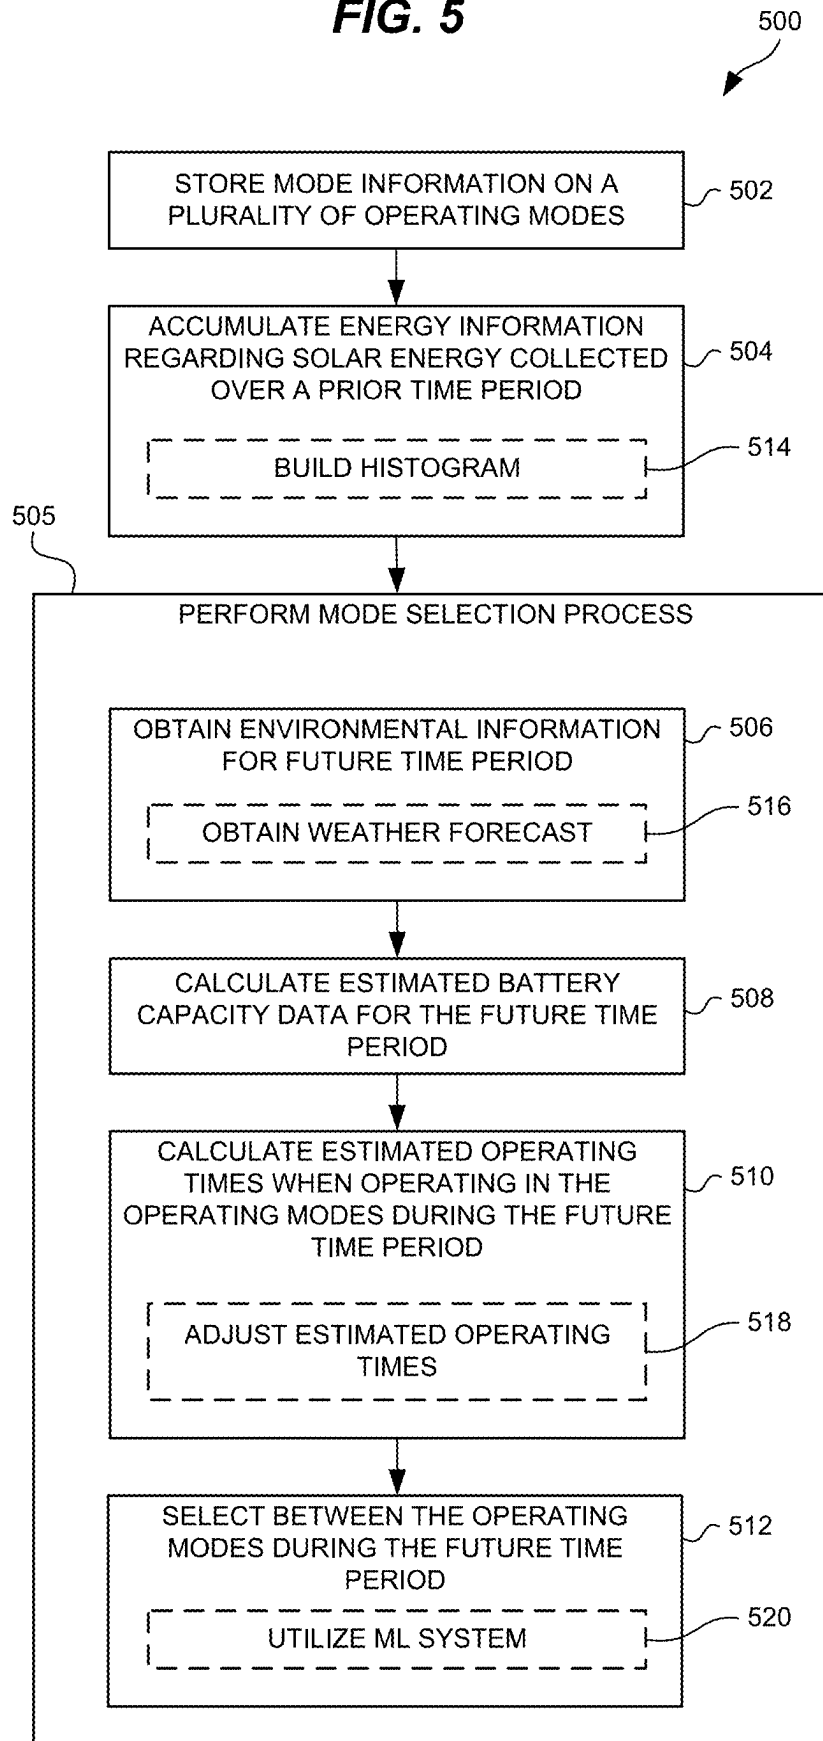 FIG. 5
500
STORE MODE INFORMATION ON A
PLURALITY OF OPERATING MODES
502
ACCUMULATE ENERGY INFORMATION
REGARDING SOLAR ENERGY COLLECTED
OVER A PRIOR TIME PERIOD
504
BUILD HISTOGRAM
514
505
PERFORM MODE SELECTION PROCESS
OBTAIN ENVIRONMENTAL INFORMATION
FOR FUTURE TIME PERIOD
506
OBTAIN WEATHER FORECAST
516
CALCULATE ESTIMATED BATTERY
CAPACITY DATA FOR THE FUTURE TIME
PERIOD
508
CALCULATE ESTIMATED OPERATING
TIMES WHEN OPERATING IN THE
OPERATING MODES DURING THE FUTURE
TIME PERIOD
510
ADJUST ESTIMATED OPERATING
TIMES
518
SELECT BETWEEN THE OPERATING
MODES DURING THE FUTURE TIME
PERIOD
512
UTILIZE ML SYSTEM
520